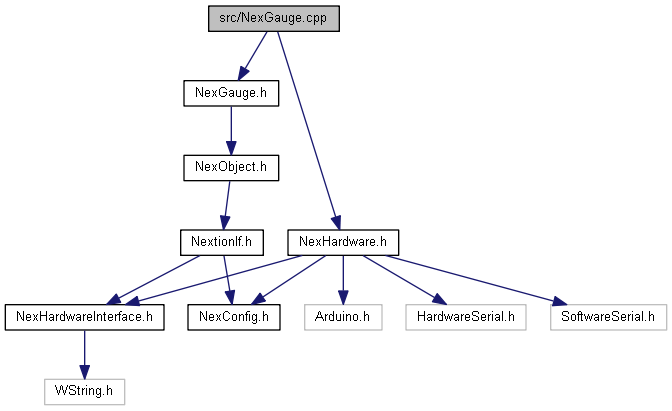 src/NexGauge.cpp
NexGauge.h
NexObject.h
NextionIf.h
NexHardware.h
NexHardwareInterface.h
NexConfig.h
Arduino.h
HardwareSerial.h
SoftwareSerial.h
WString.h